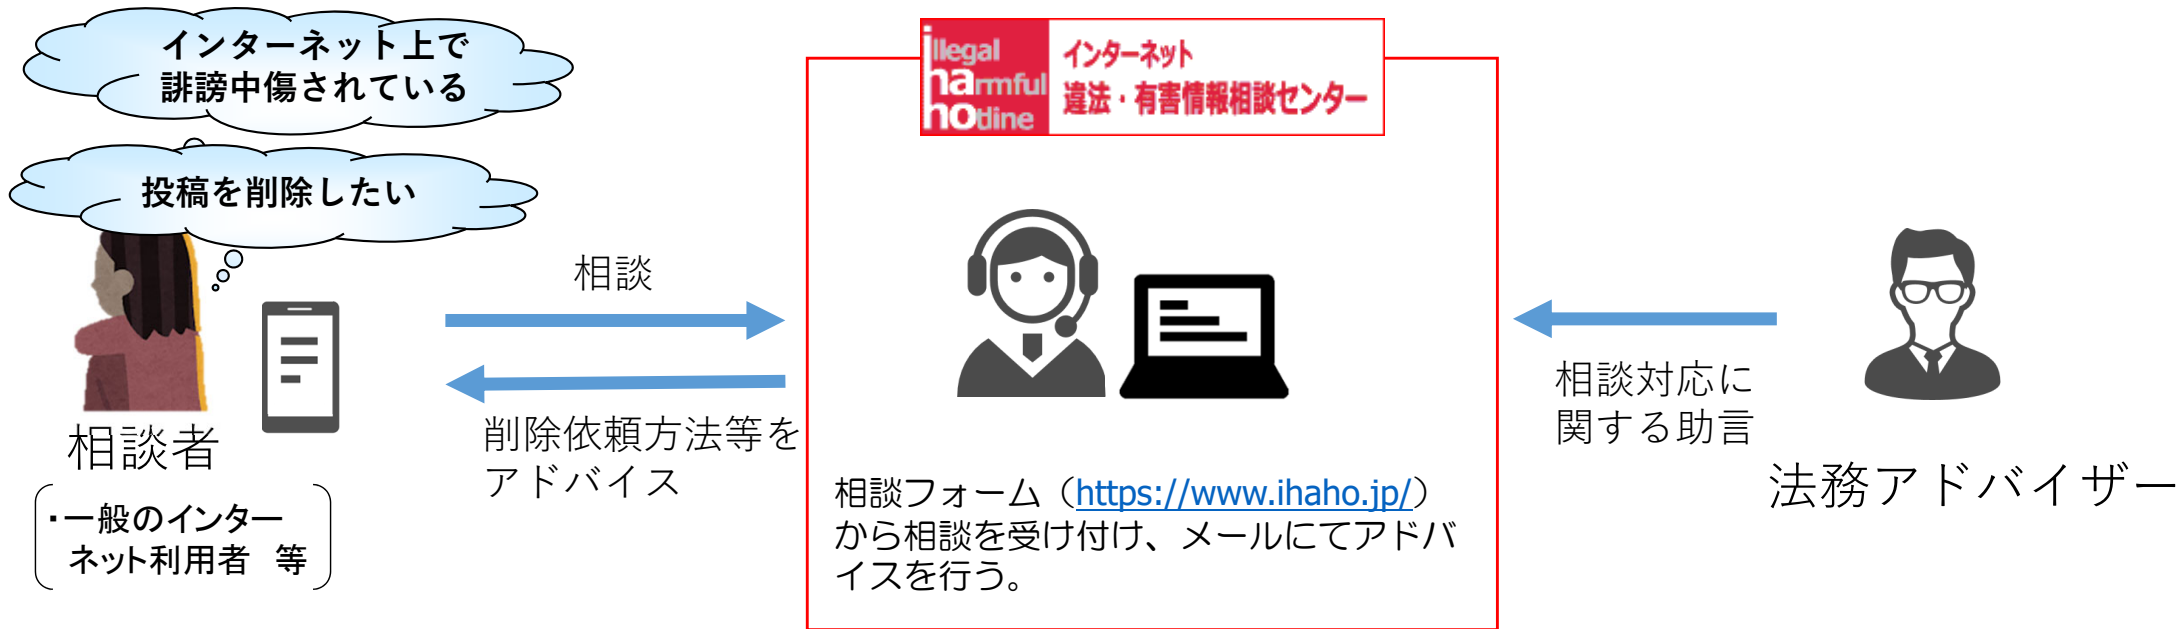 インターネット上で
誹謗中傷されている
投稿を削除したい
相談者
・一般のインター
ネット利用者　等
相談
削除依頼方法等を
アドバイス
illegal
harmful
hotline
インターネット
違法・有害情報相談センター
相談フォーム（https://www.ihaho.jp/）
から相談を受け付け、メールにてアドバ
イスを行う。
相談対応に
関する助言
法務アドバイザー